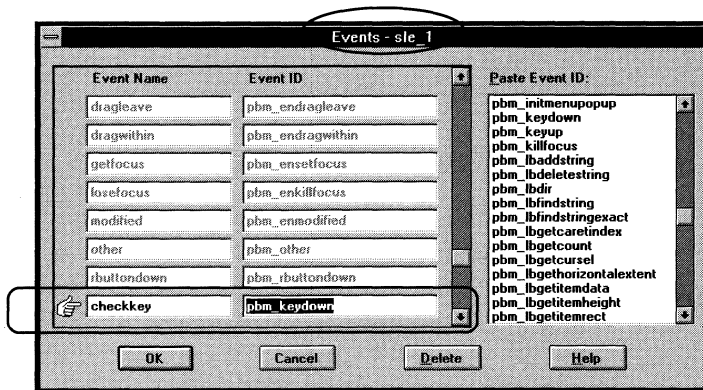 Events - sle_1
Event Name Event ID
dragleave pbm_endragleave
dragwithin pbm_endragwithin
getfocus pbm_ensetfocus
losefocus pbm_enkillfocus
modified pbm_enmodified
other pbm_other
rbuttondown pbm_rbuttondown
checkkey pbm_keydown
Paste Event ID:
pbm_initmenupopup
pbm_keydown
pbm_keyup
pbm_killfocus
pbm_lbaddstring
pbm_lbdeletestring
pbm_lbdir
pbm_lbfindstring
pbm_lbfindstringexact
pbm_lbgetcaretindex
pbm_lbgetcount
pbm_lbgetcursel
pbm_lbgethorizontalextent
pbm_lbgetitemdata
pbm_lbgetitemheight
pbm_lbgetitemrect
OK Cancel Delete Help